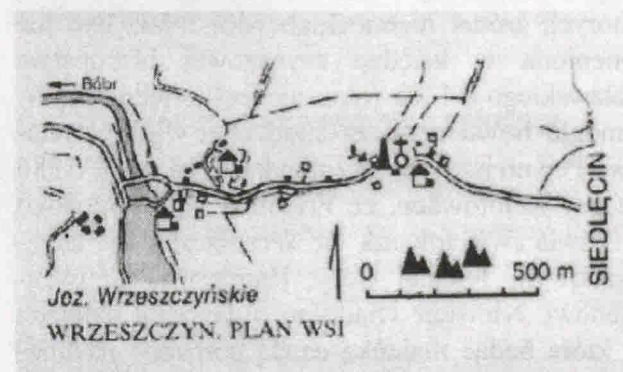 ← Bóbr
SIEDLĘCIN
0 500 m
Jez. Wrzeszczyńskie
WRZESZCZYN. PLAN WSI